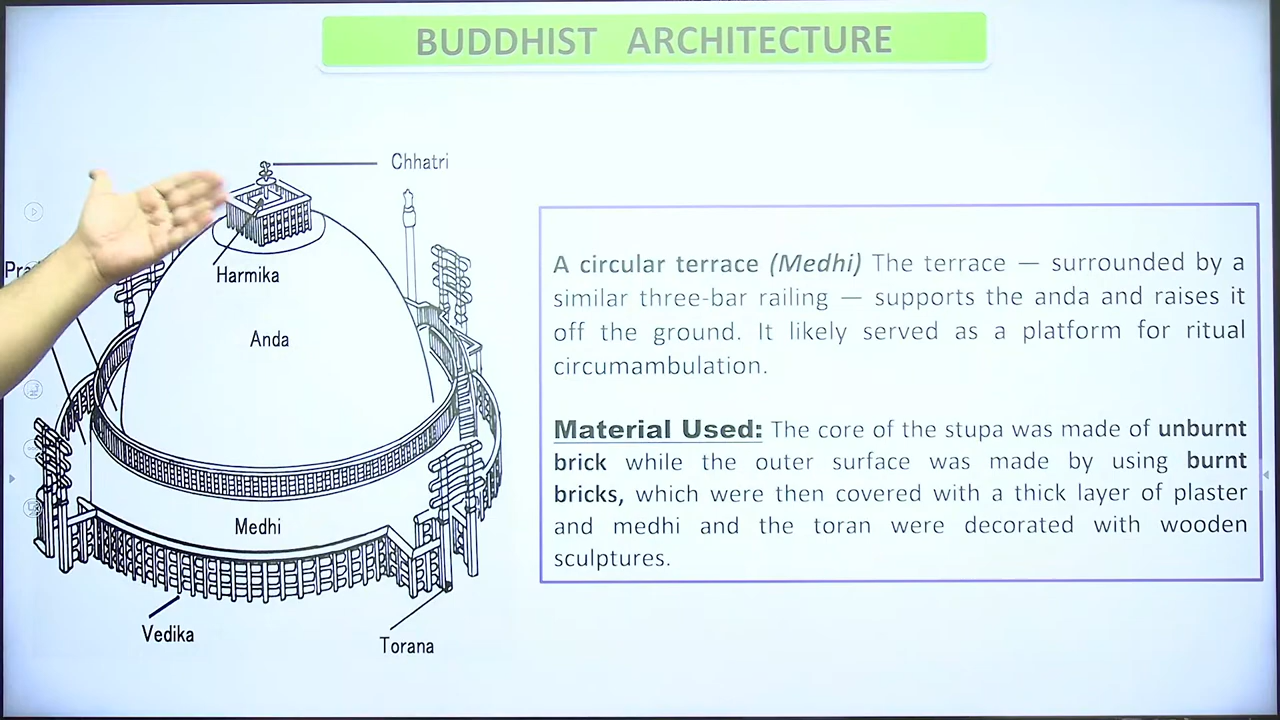 BUDDHIST ARCHITECTURE
Chhatri
Harmika
Anda
Medhi
Vedika
Torana
A circular terrace (Medhi) The terrace — surrounded by a
similar three-bar railing — supports the anda and raises it
off the ground. It likely served as a platform for ritual
circumambulation.
Material Used: The core of the stupa was made of unburnt
brick while the outer surface was made by using burnt
bricks, which were then covered with a thick layer of plaster
and medhi and the toran were decorated with wooden
sculptures.